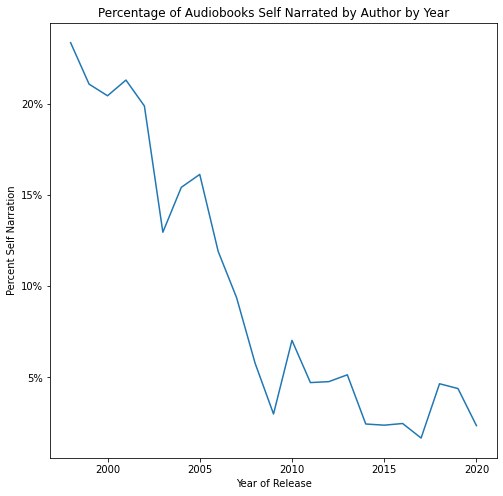 Percentage of Audiobooks Self Narrated by Author by Year
20%
15%
10%
5%
Percent Self Narration
2000 2005 2010 2015 2020
Year of Release